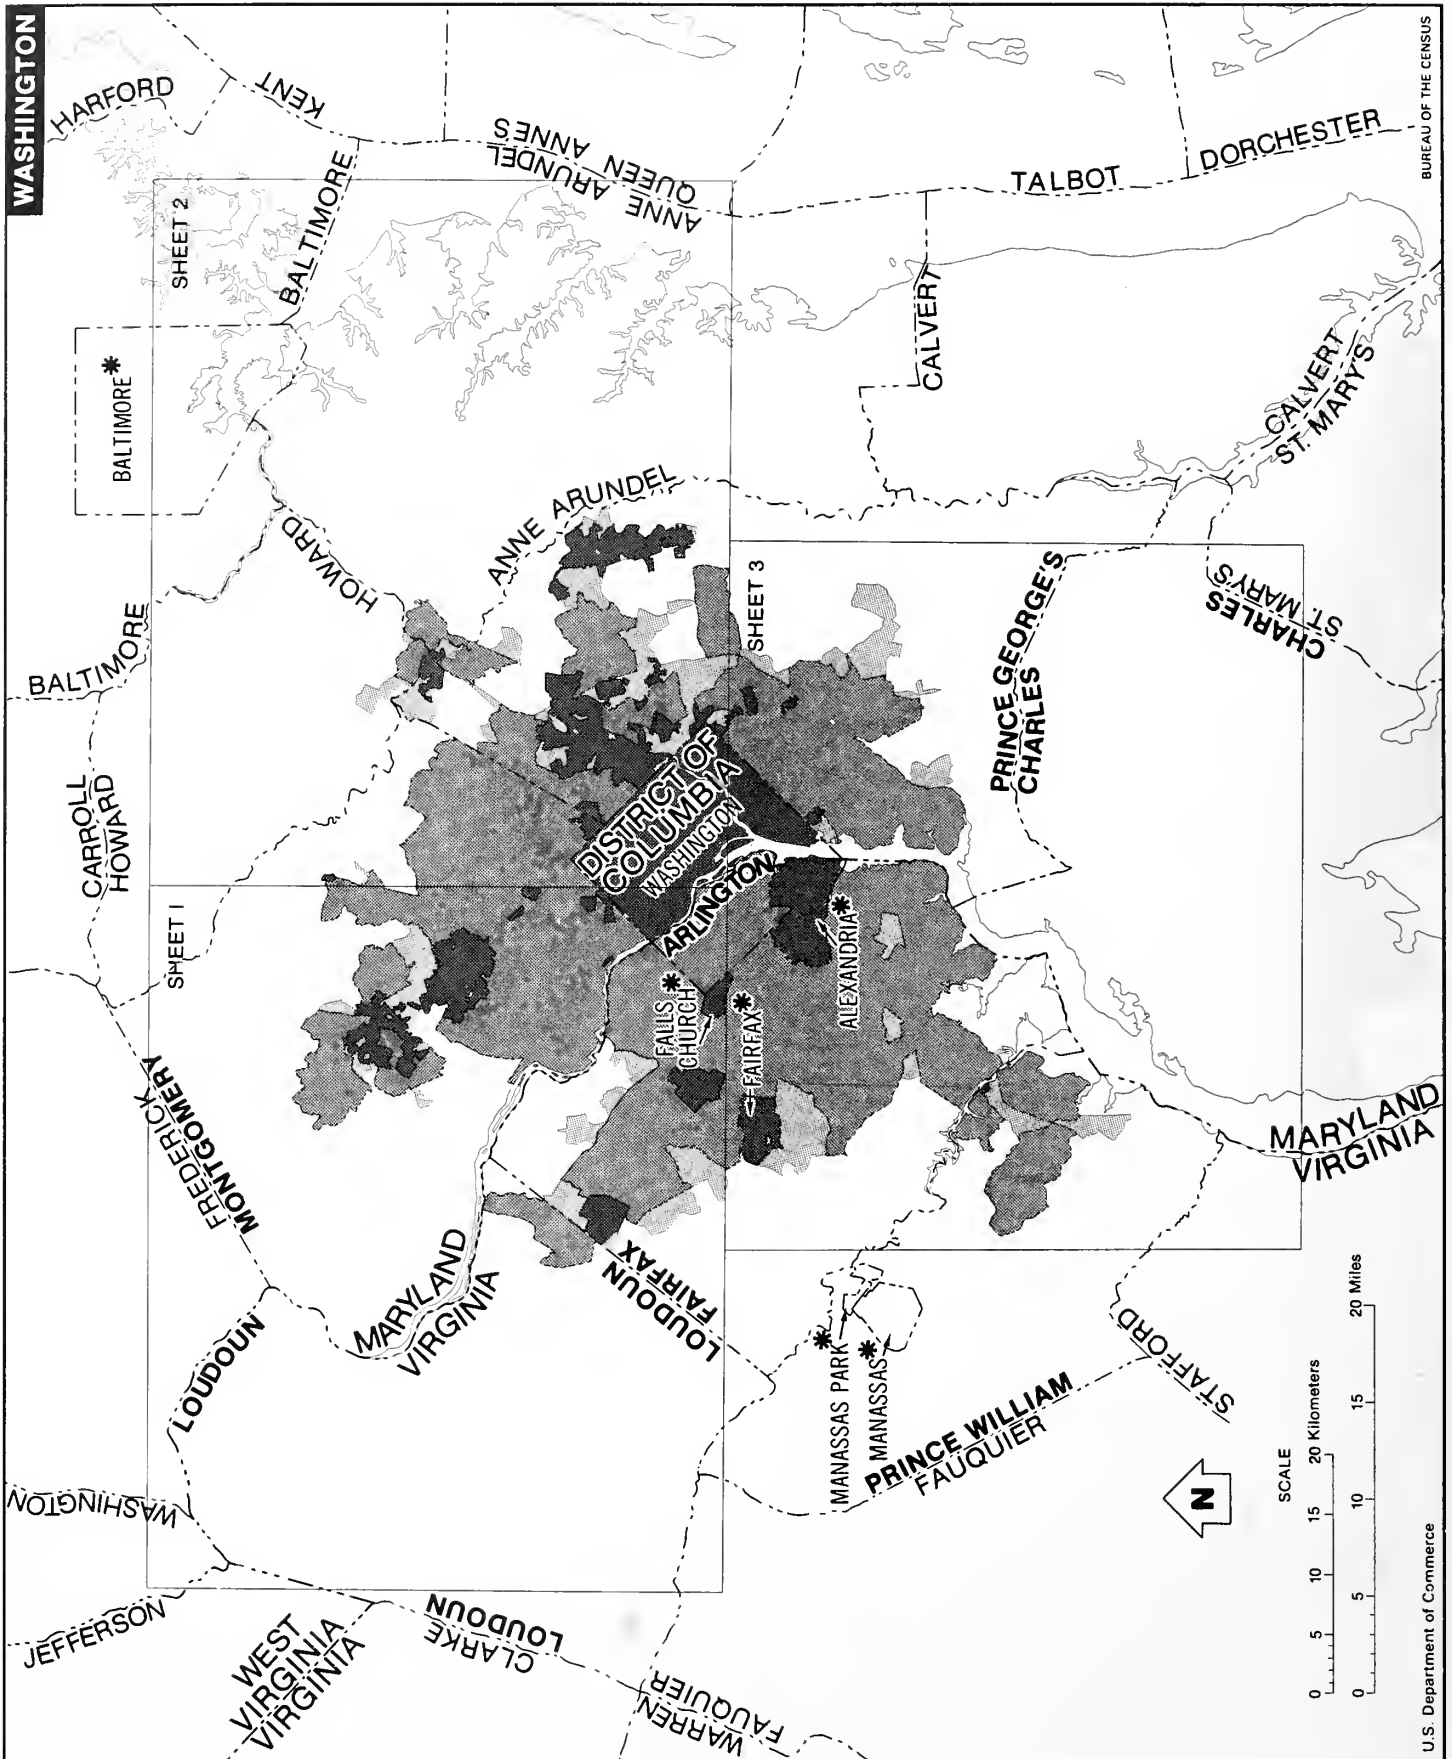 WASHINGTON
HARFORD
KENT
BALTIMORE
SHEET 2
ANNE ARUNDEL
QUEEN ANNES
TALBOT
DORCHESTER
BUREAU OF THE CENSUS
BALTIMORE *
CALVERT
CALVERT
ST. MARY'S
BALTIMORE
HOWARD
ANNE ARUNDEL
SHEET 3
PRINCE GEORGE'S
CHARLES
CHARLES
ST. MARY'S
CARROLL
HOWARD
DISTRICT OF
COLUMBIA
WASHINGTON
ARLINGTON
SHEET 1
FALLS
CHURCH *
FAIRFAX *
ALEXANDRIA *
FREDERICK
MONTGOMERY
MARYLAND
VIRGINIA
LOUDOUN
MARYLAND
VIRGINIA
LOUDOUN
FAIRFAX
MANASSAS PARK *
MANASSAS *
PRINCE WILLIAM
FAUQUIER
STAFFORD
WASHINGTON
JEFFERSON
WEST
VIRGINIA
VIRGINIA
CLARKE
LOUDOUN
WARREN
FAUQUIER
N
SCALE
0 5 10 15 20 Kilometers
0 5 10 15 20 Miles
U.S. Department of Commerce